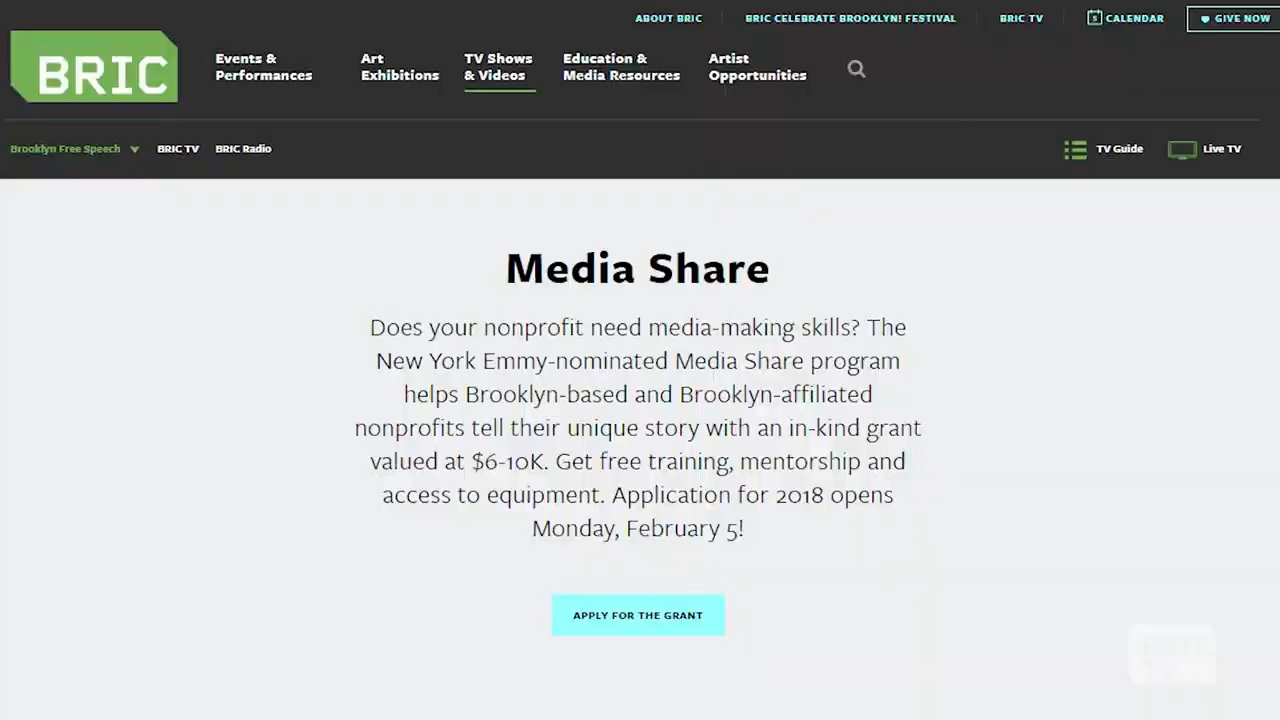 ABOUT BRIC
BRIC CELEBRATE BROOKLYN! FESTIVAL
BRIC TV
CALENDAR
GIVE NOW
BRIC
Events &
Performances
Art
Exhibitions
TV Shows
& Videos
Education &
Media Resources
Artist
Opportunities
Brooklyn Free Speech
BRIC TV
BRIC Radio
TV Guide
Live TV
Media Share
Does your nonprofit need media-making skills? The
New York Emmy-nominated Media Share program
helps Brooklyn-based and Brooklyn-affiliated
nonprofits tell their unique story with an in-kind grant
valued at $6-10K. Get free training, mentorship and
access to equipment. Application for 2018 opens
Monday, February 5!
APPLY FOR THE GRANT